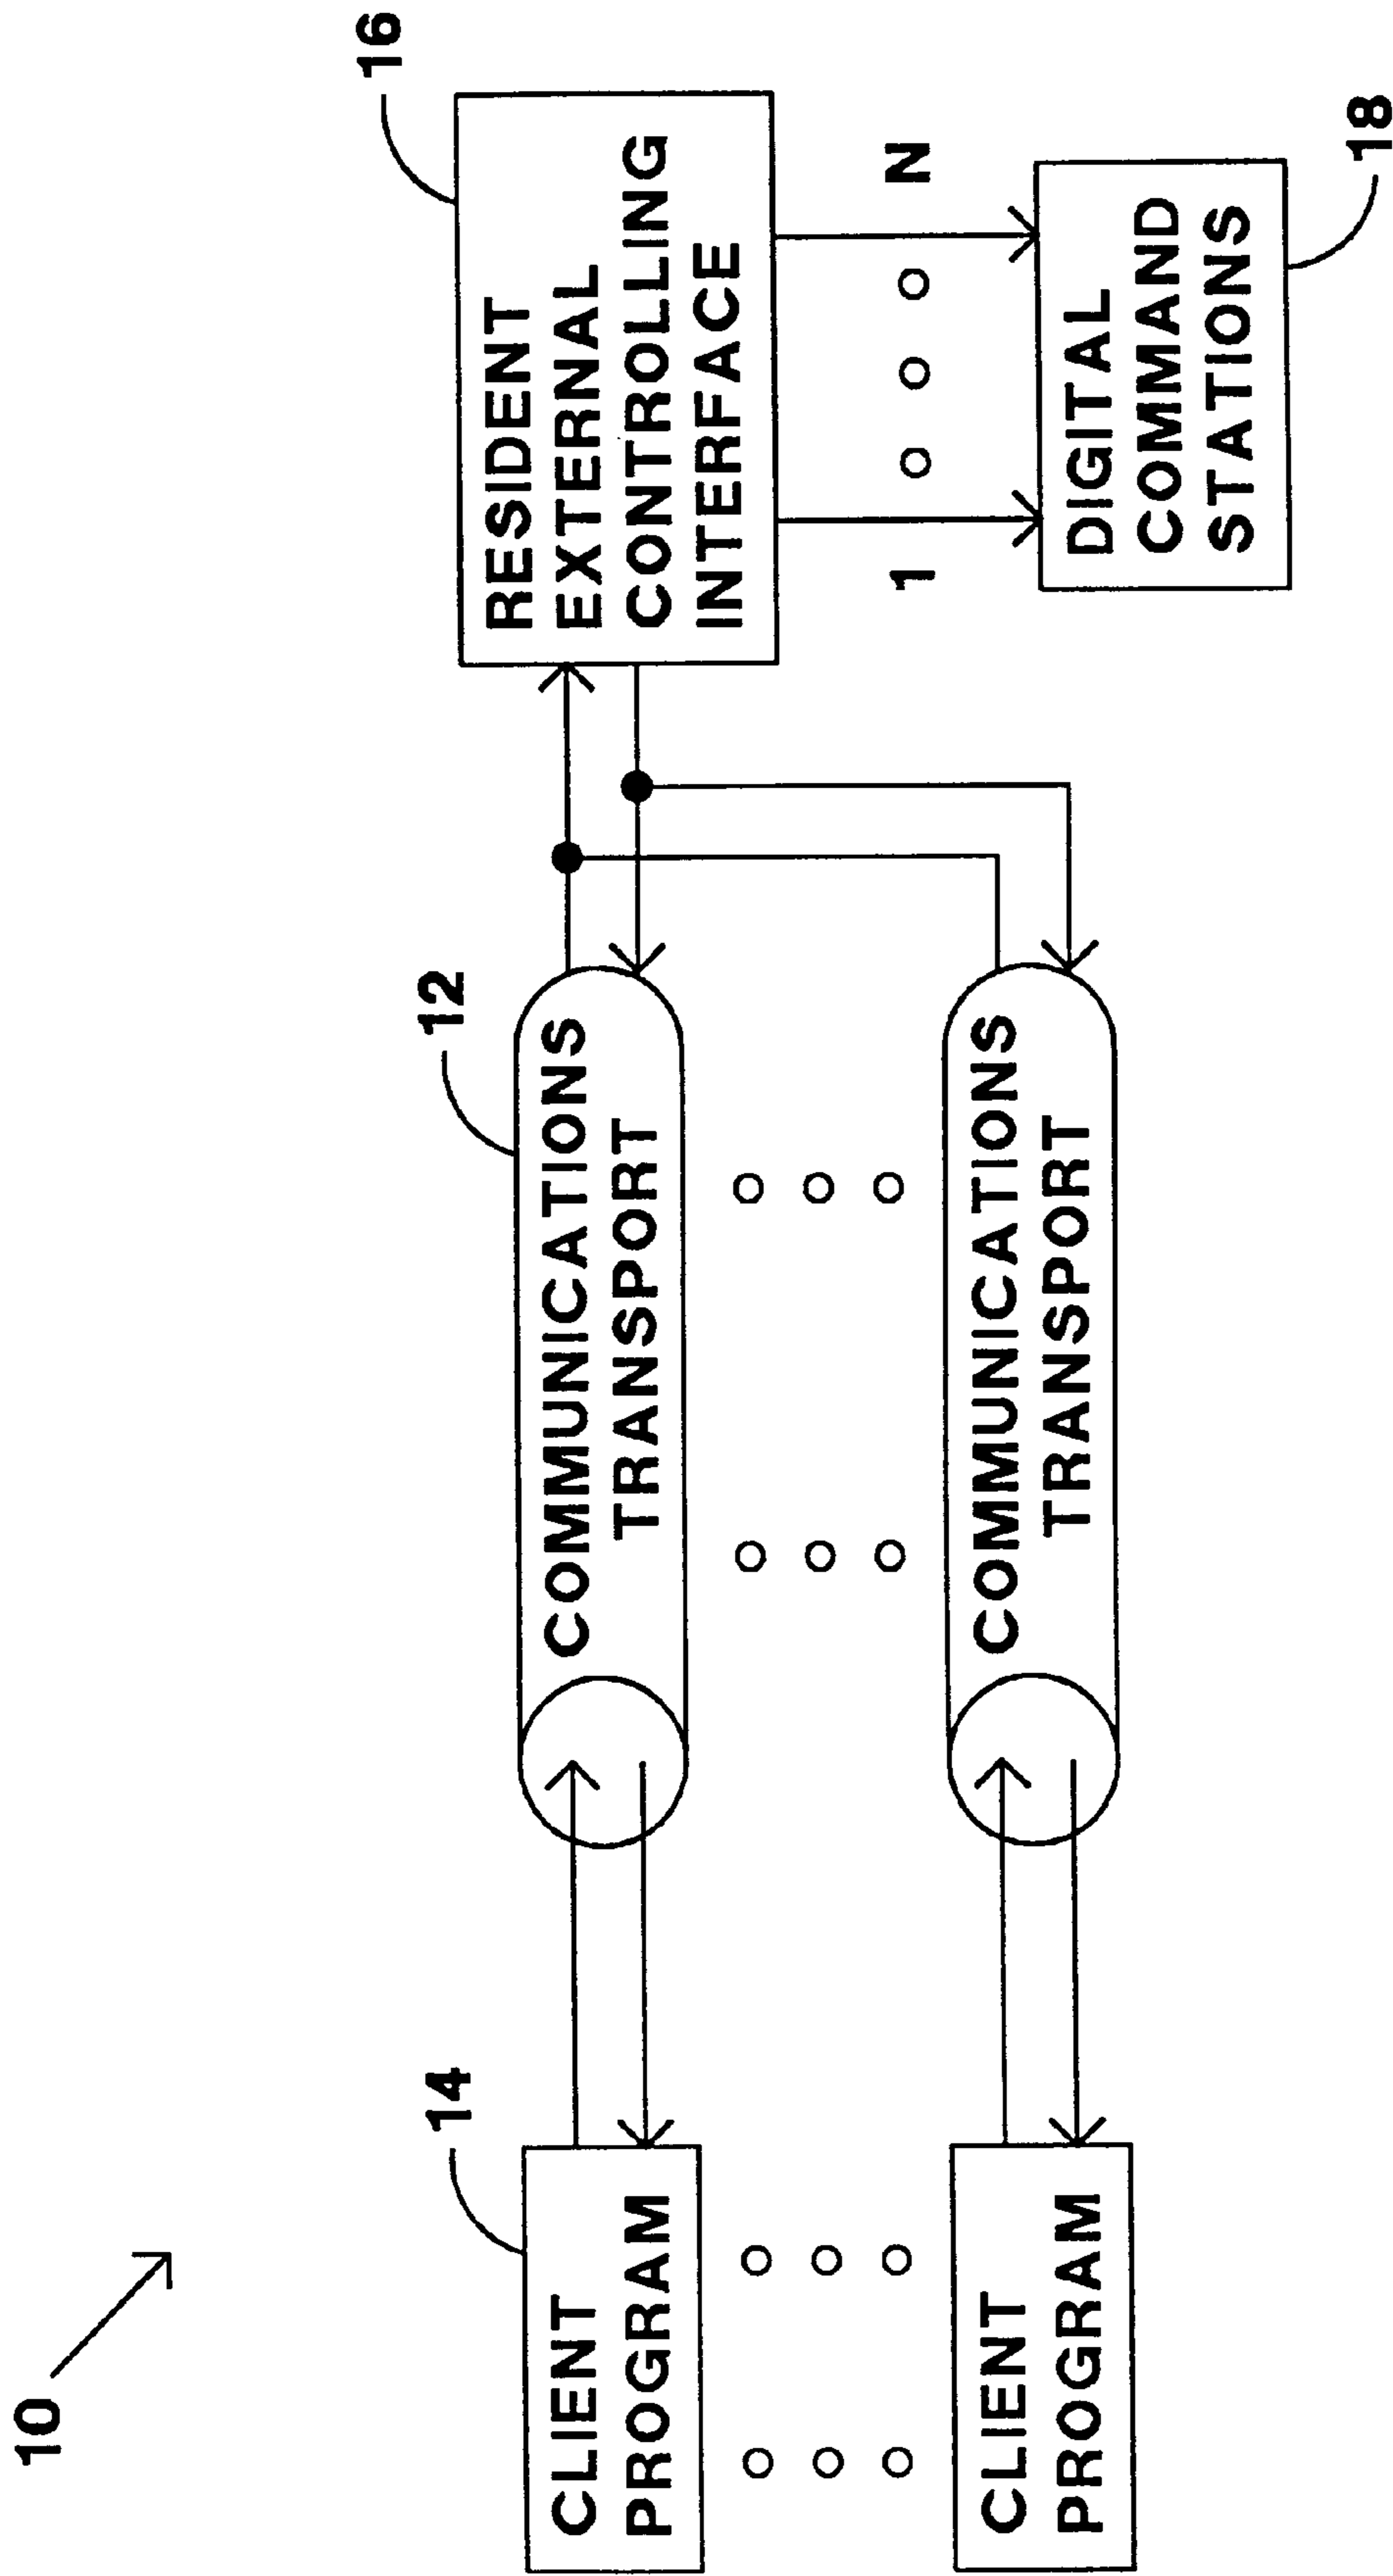 10
14
CLIENT
PROGRAM
CLIENT
PROGRAM
12
COMMUNICATIONS
TRANSPORT
COMMUNICATIONS
TRANSPORT
16
RESIDENT
EXTERNAL
CONTROLLING
INTERFACE
1
N
DIGITAL
COMMAND
STATIONS
18